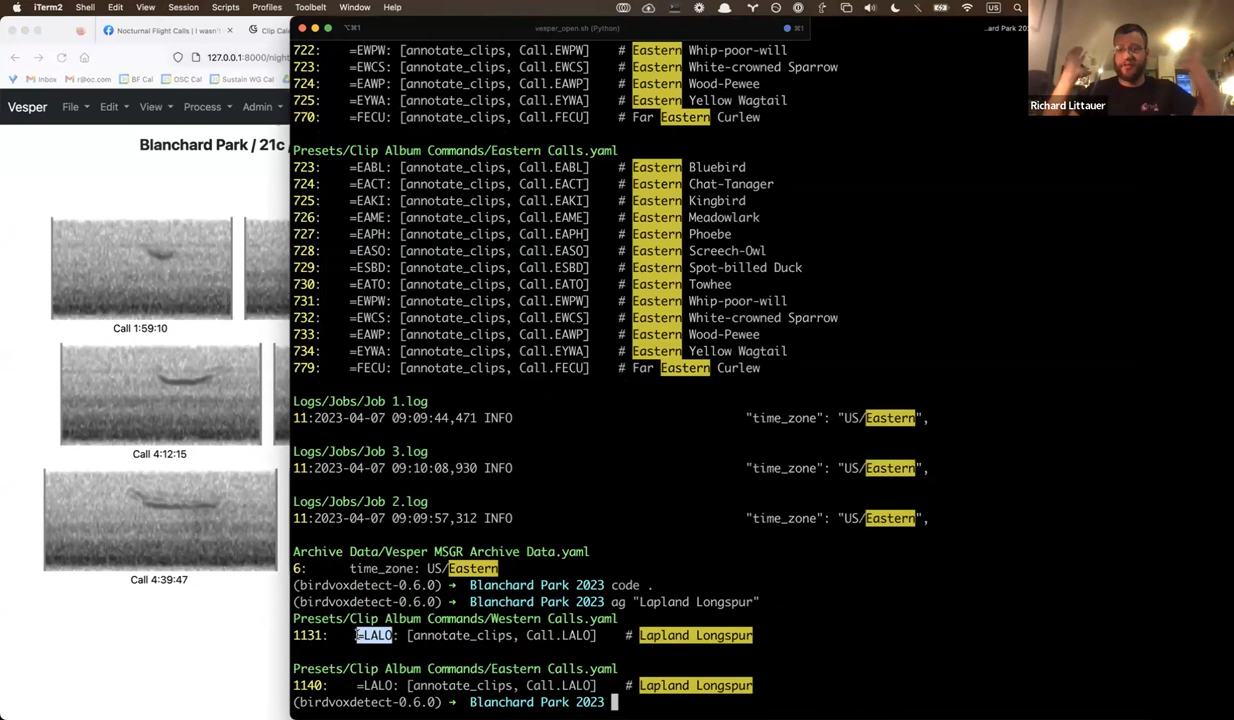 iTerm2 Shell Edit View Session Scripts Profiles Toolbelt Window Help
US
Nocturnal Flight Calls | I wasn't
Clip Cale
127.0.0.1:8000/night
Inbox r@oc.com BF Cal OSC Cal Sustain WG Cal
Vesper File Edit View Process Admin
Blanchard Park / 21c /
Call 1:59:10
Call 4:12:15
Call 4:39:47
⌥⌘1 vesper_open.sh (Python) ⌘1 ..ard Park 2023
722: =EWPW: [annotate_clips, Call.EWPW] # Eastern Whip-poor-will
723: =EWCS: [annotate_clips, Call.EWCS] # Eastern White-crowned Sparrow
724: =EAWP: [annotate_clips, Call.EAWP] # Eastern Wood-Pewee
725: =EYWA: [annotate_clips, Call.EYWA] # Eastern Yellow Wagtail
770: =FECU: [annotate_clips, Call.FECU] # Far Eastern Curlew
Presets/Clip Album Commands/Eastern Calls.yaml
723: =EABL: [annotate_clips, Call.EABL] # Eastern Bluebird
724: =EACT: [annotate_clips, Call.EACT] # Eastern Chat-Tanager
725: =EAKI: [annotate_clips, Call.EAKI] # Eastern Kingbird
726: =EAME: [annotate_clips, Call.EAME] # Eastern Meadowlark
727: =EAPH: [annotate_clips, Call.EAPH] # Eastern Phoebe
728: =EASO: [annotate_clips, Call.EASO] # Eastern Screech-Owl
729: =ESBD: [annotate_clips, Call.ESBD] # Eastern Spot-billed Duck
730: =EATO: [annotate_clips, Call.EATO] # Eastern Towhee
731: =EWPW: [annotate_clips, Call.EWPW] # Eastern Whip-poor-will
732: =EWCS: [annotate_clips, Call.EWCS] # Eastern White-crowned Sparrow
733: =EAWP: [annotate_clips, Call.EAWP] # Eastern Wood-Pewee
734: =EYWA: [annotate_clips, Call.EYWA] # Eastern Yellow Wagtail
779: =FECU: [annotate_clips, Call.FECU] # Far Eastern Curlew
Logs/Jobs/Job 1.log
11:2023-04-07 09:09:44,471 INFO "time_zone": "US/Eastern",
Logs/Jobs/Job 3.log
11:2023-04-07 09:10:08,930 INFO "time_zone": "US/Eastern",
Logs/Jobs/Job 2.log
11:2023-04-07 09:09:57,312 INFO "time_zone": "US/Eastern",
Archive Data/Vesper MSGR Archive Data.yaml
6: time_zone: US/Eastern
(birdvoxdetect-0.6.0) ➜ Blanchard Park 2023 code .
(birdvoxdetect-0.6.0) ➜ Blanchard Park 2023 ag "Lapland Longspur"
Presets/Clip Album Commands/Western Calls.yaml
1131: =LALO: [annotate_clips, Call.LALO] # Lapland Longspur
Presets/Clip Album Commands/Eastern Calls.yaml
1140: =LALO: [annotate_clips, Call.LALO] # Lapland Longspur
(birdvoxdetect-0.6.0) ➜ Blanchard Park 2023
Richard Littauer